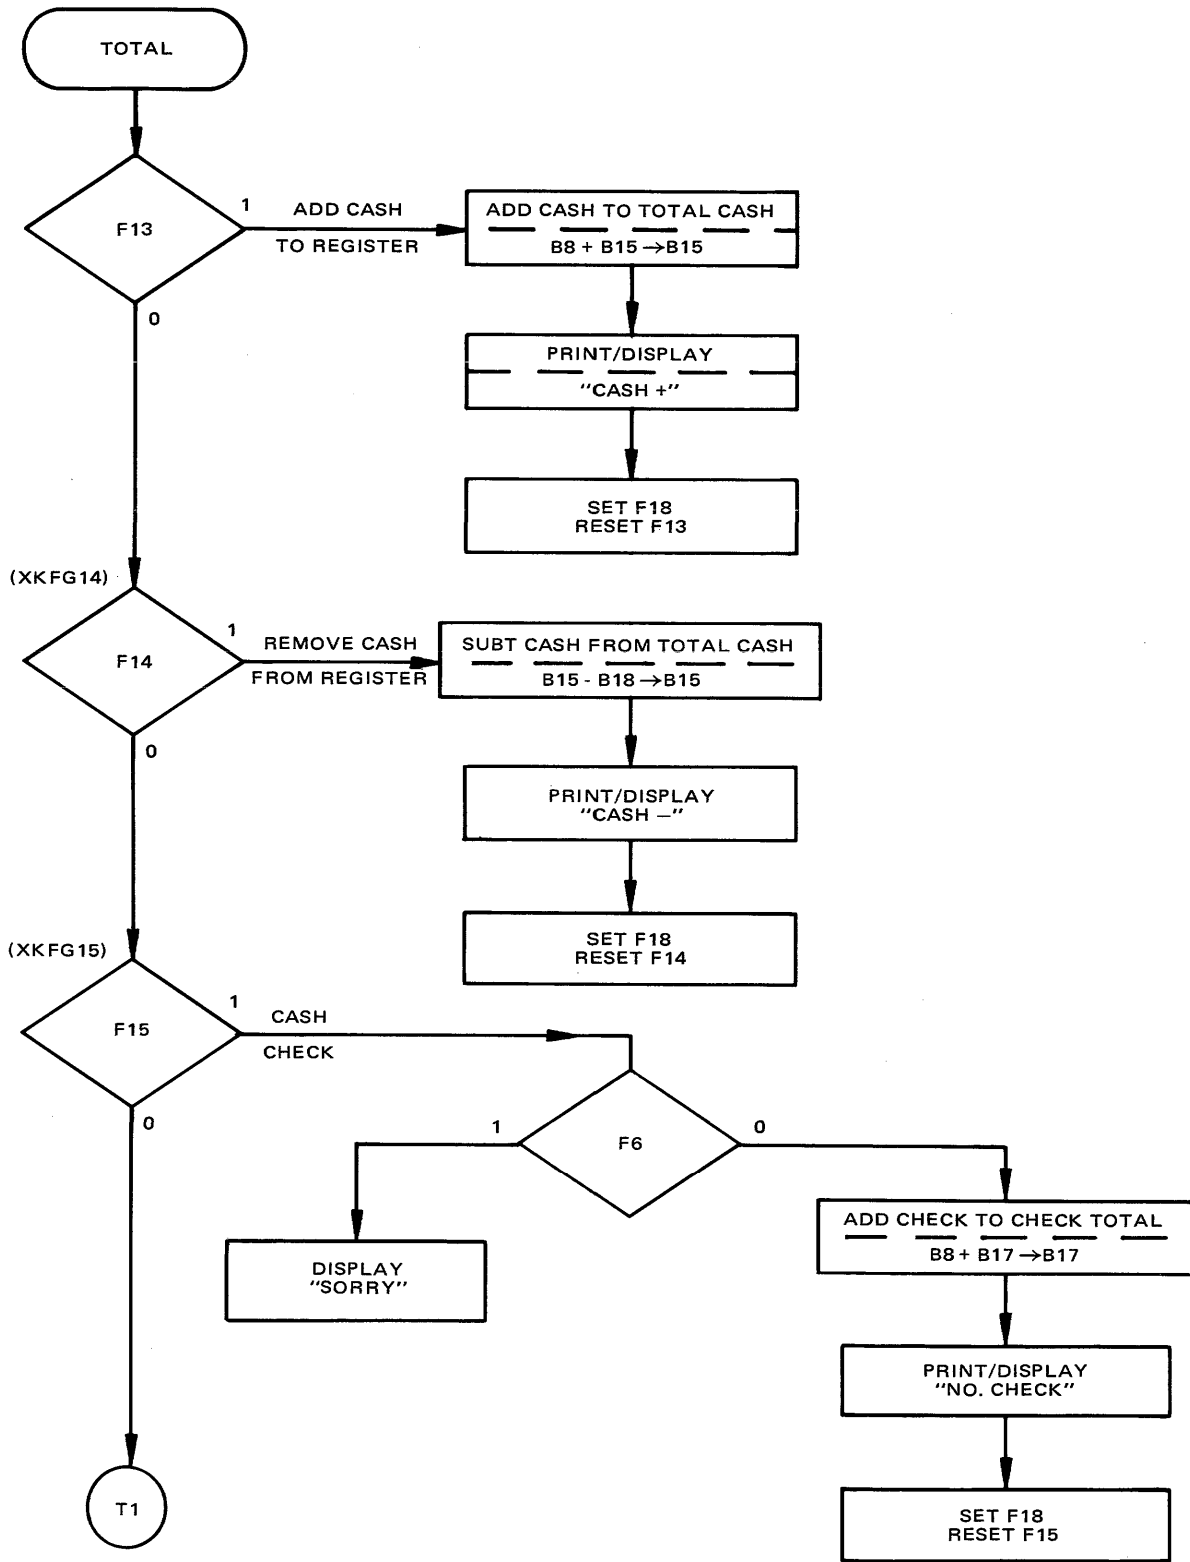 TOTAL
F13
1
ADD CASH
TO REGISTER
0
ADD CASH TO TOTAL CASH
B8 + B15 →B15
PRINT/DISPLAY
"CASH +"
SET F18
RESET F13
(XKFG14)
F14
1
REMOVE CASH
FROM REGISTER
0
SUBT CASH FROM TOTAL CASH
B15 - B18 →B15
PRINT/DISPLAY
"CASH —"
SET F18
RESET F14
(XKFG15)
F15
1
CASH
CHECK
0
F6
1
0
DISPLAY
"SORRY"
ADD CHECK TO CHECK TOTAL
B8 + B17 →B17
PRINT/DISPLAY
"NO. CHECK"
SET F18
RESET F15
T1